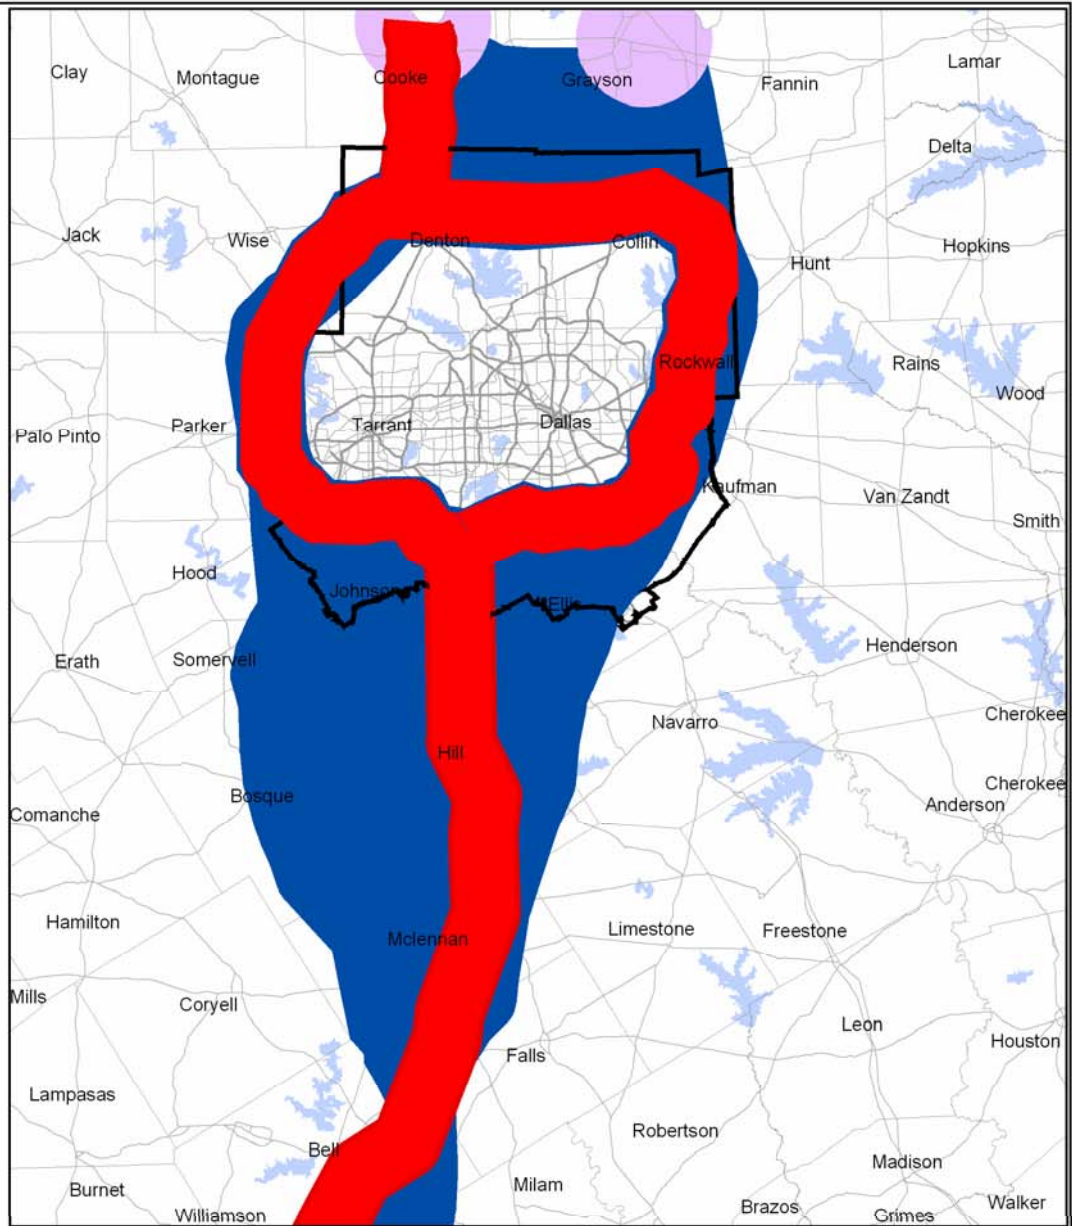 Lamar
Clay
Montague
Cooke
Grayson
Fannin
Delta
Jack
Wise
Denton
Collin
Hopkins
Hunt
Rockwall
Rains
Wood
Parker
Tarrant
Dallas
Palo Pinto
Kaufman
Van Zandt
Smith
Hood
Johnson
Ellis
Henderson
Erath
Somervell
Cherokee
Navarro
Hill
Cherokee
Bosque
Anderson
Comanche
Hamilton
Mclennan
Limestone
Freestone
Mills
Coryell
Leon
Houston
Falls
Lampasas
Robertson
Bell
Madison
Burnet
Milam
Walker
Williamson
Brazos
Grimes